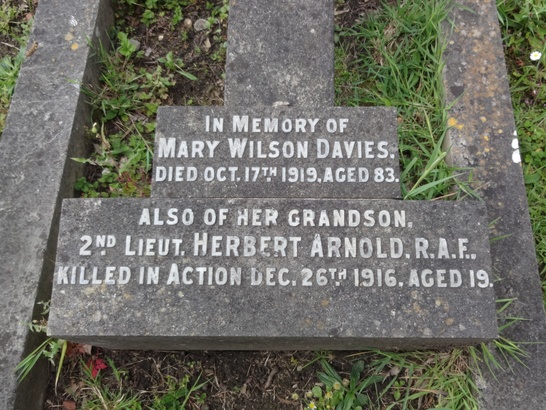 IN MEMORY OF
MARY WILSON DAVIES.
DIED OCT. 17TH 1919, AGED 83.
ALSO OF HER GRANDSON,
2ND LIEUT. HERBERT ARNOLD, R.A.F.,
KILLED IN ACTION DEC. 26TH 1916, AGED 19.